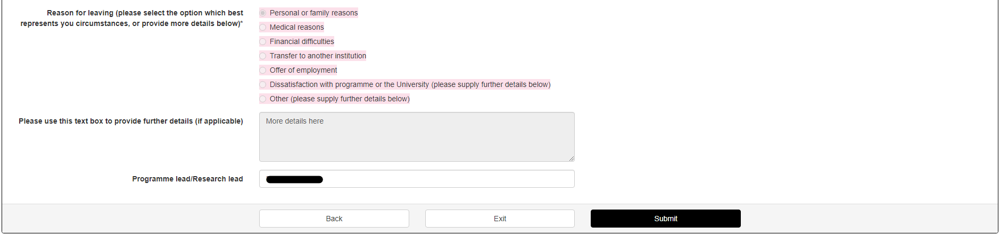 Reason for leaving (please select the option which best
represents you circumstances, or provide more details below)*
Personal or family reasons
Medical reasons
Financial difficulties
Transfer to another institution
Offer of employment
Dissatisfaction with programme or the University (please supply further details below)
Other (please supply further details below)
Please use this text box to provide further details (if applicable)
More details here
Programme lead/Research lead
Back
Exit
Submit